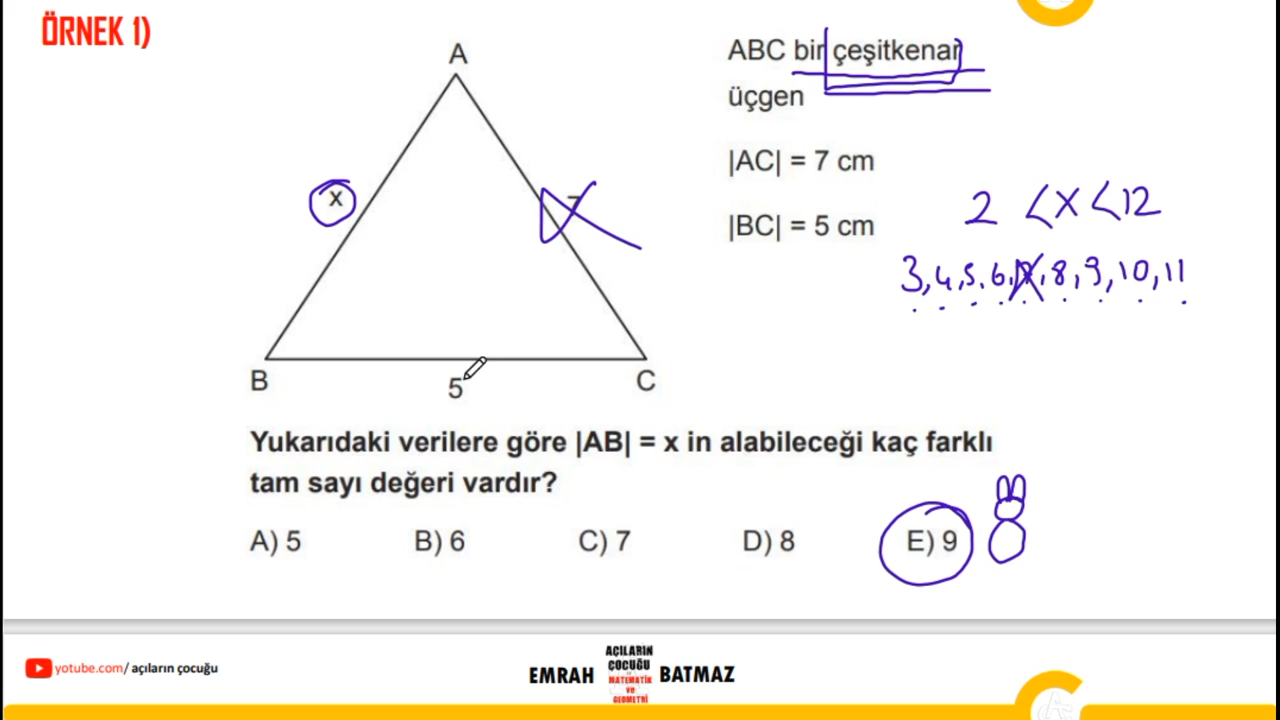 ÖRNEK 1)
A
ABC bir çeşitkenar
üçgen
|AC| = 7 cm
x
7
2 < x < 12
|BC| = 5 cm
3, 4, 5, 6, 7, 8, 9, 10, 11
B
5
C
Yukarıdaki verilere göre |AB| = x in alabileceği kaç farklı
tam sayı değeri vardır?
A) 5 B) 6 C) 7 D) 8 E) 9
yotube.com/ açıların çocuğu
EMRAH
AÇILARIN
ÇOCUĞU
MATEMATİK
ve
GEOMETRİ
BATMAZ